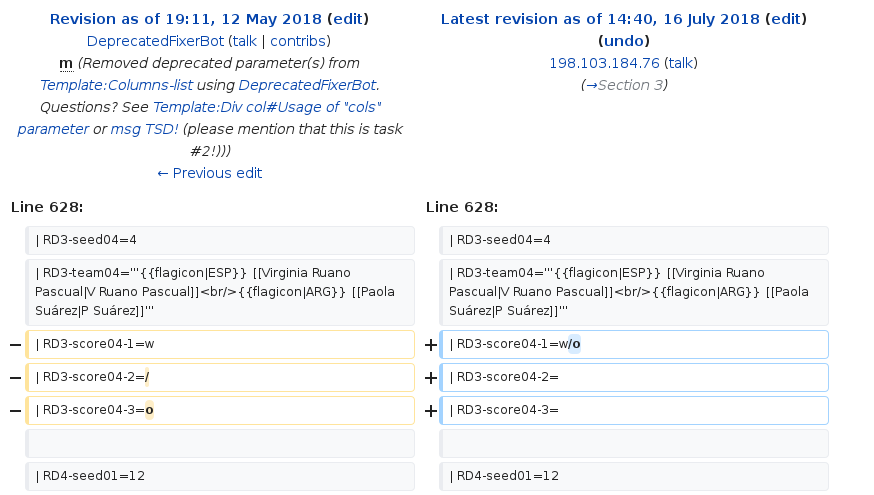 Revision as of 19:11, 12 May 2018 (edit)
DeprecatedFixerBot (talk | contribs)
m (Removed deprecated parameter(s) from
Template:Columns-list using DeprecatedFixerBot.
Questions? See Template:Div col#Usage of "cols"
parameter or msg TSD! (please mention that this is task
#2!)))
← Previous edit
Latest revision as of 14:40, 16 July 2018 (edit)
(undo)
198.103.184.76 (talk)
(→Section 3)
Line 628:
Line 628:
| RD3-seed04=4
| RD3-seed04=4
| RD3-team04='''{{flagicon|ESP}} [[Virginia Ruano
Pascual|V Ruano Pascual]]<br/>{{flagicon|ARG}} [[Paola
Suárez|P Suárez]]'''
| RD3-team04='''{{flagicon|ESP}} [[Virginia Ruano
Pascual|V Ruano Pascual]]<br/>{{flagicon|ARG}} [[Paola
Suárez|P Suárez]]'''
− | RD3-score04-1=w
+ | RD3-score04-1=w/o
− | RD3-score04-2=/
+ | RD3-score04-2=
− | RD3-score04-3=o
+ | RD3-score04-3=
| RD4-seed01=12
| RD4-seed01=12